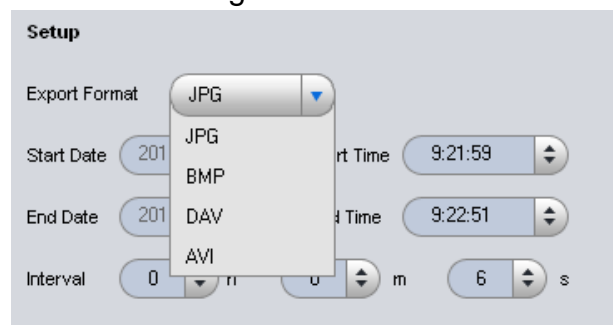 Setup
Export Format JPG
JPG
Start Date 201 rt Time 9:21:59
BMP
End Date 201 DAV Time 9:22:51
AVI
Interval 0 m 6 s